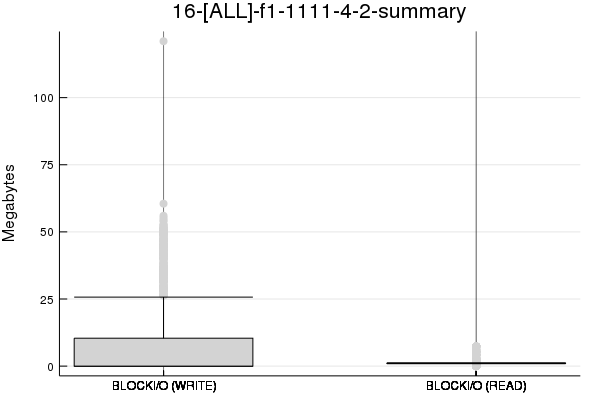 16-[ALL]-f1-1111-4-2-summary
Megabytes
100
75
50
25
0
BLOCKI/O (WRITE)
BLOCKI/O (READ)